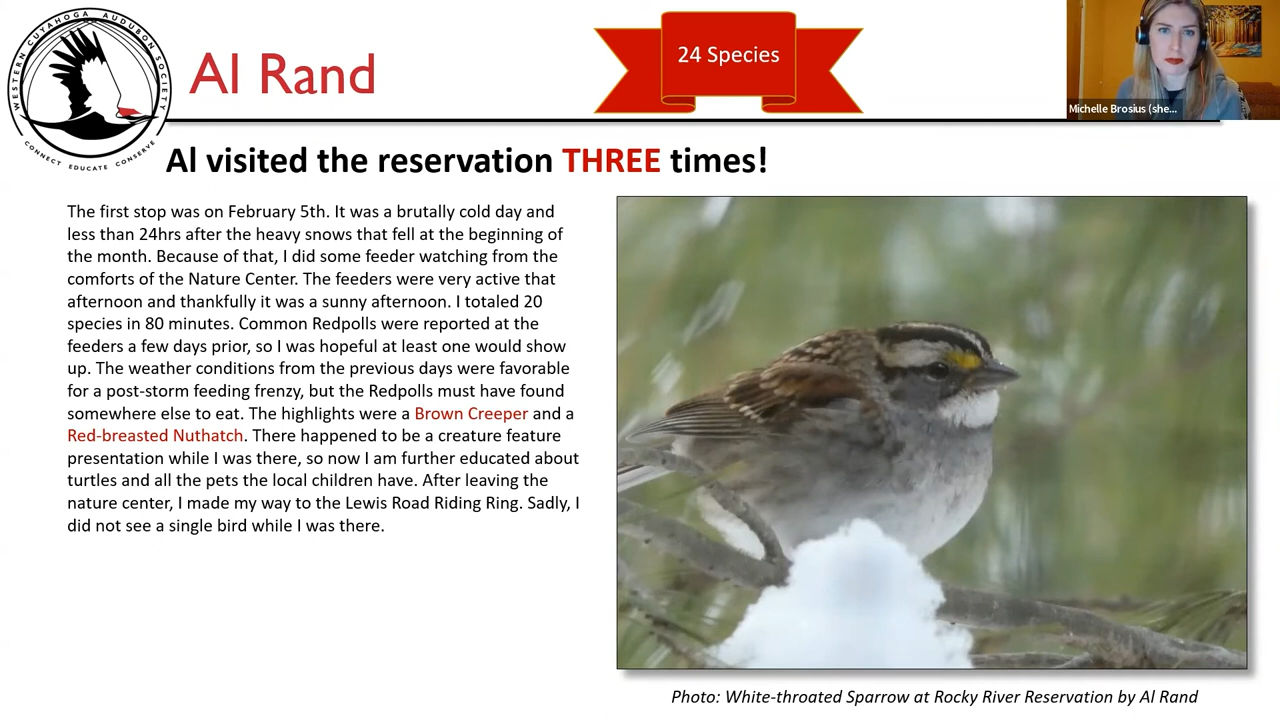 WESTERN CUYAHOGA AUDUBON SOCIETY
CONNECT EDUCATE CONSERVE
Al Rand
24 Species
Michelle Brosius (she...
Al visited the reservation THREE times!
The first stop was on February 5th. It was a brutally cold day and
less than 24hrs after the heavy snows that fell at the beginning of
the month. Because of that, I did some feeder watching from the
comforts of the Nature Center. The feeders were very active that
afternoon and thankfully it was a sunny afternoon. I totaled 20
species in 80 minutes. Common Redpolls were reported at the
feeders a few days prior, so I was hopeful at least one would show
up. The weather conditions from the previous days were favorable
for a post-storm feeding frenzy, but the Redpolls must have found
somewhere else to eat. The highlights were a Brown Creeper and a
Red-breasted Nuthatch. There happened to be a creature feature
presentation while I was there, so now I am further educated about
turtles and all the pets the local children have. After leaving the
nature center, I made my way to the Lewis Road Riding Ring. Sadly, I
did not see a single bird while I was there.
Photo: White-throated Sparrow at Rocky River Reservation by Al Rand